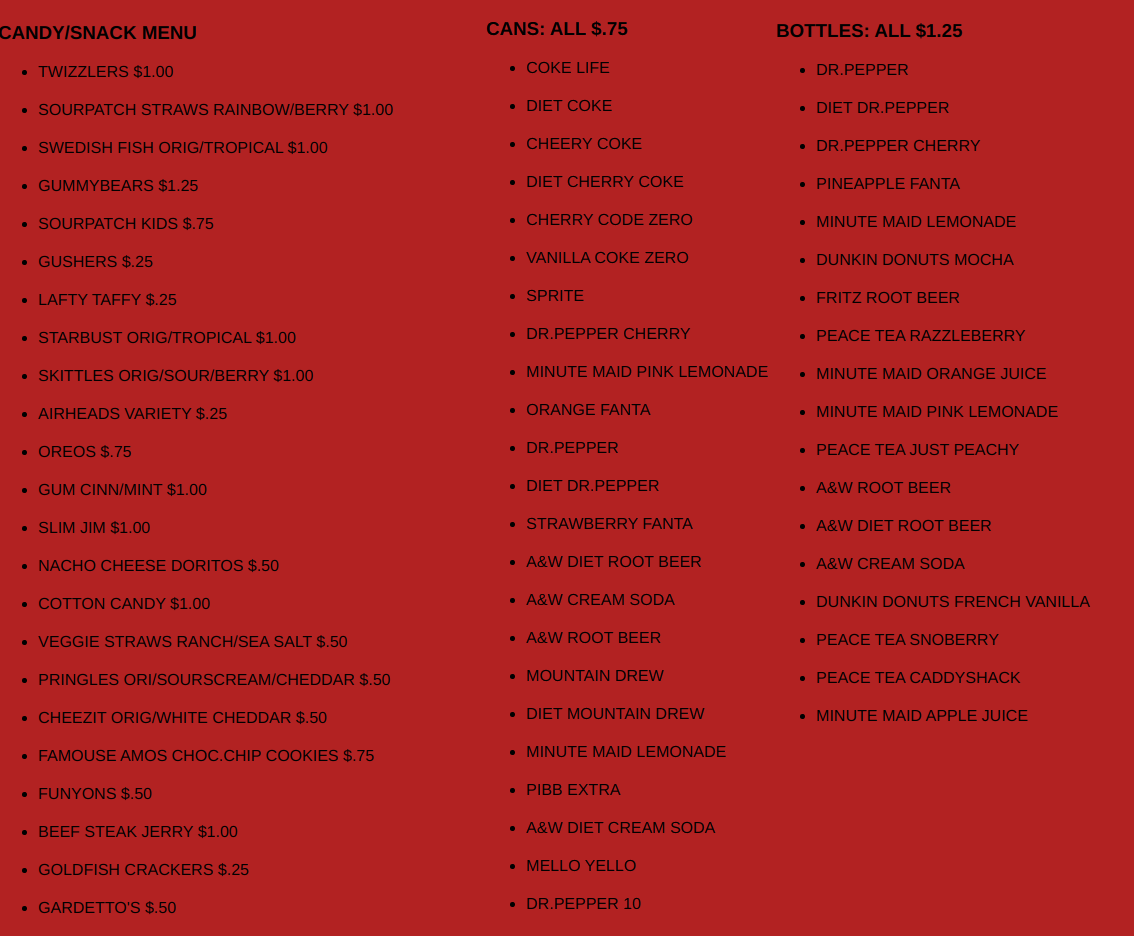 CANDY/SNACK MENU
TWIZZLERS $1.00
SOURPATCH STRAWS RAINBOW/BERRY $1.00
SWEDISH FISH ORIG/TROPICAL $1.00
GUMMYBEARS $1.25
SOURPATCH KIDS $.75
GUSHERS $.25
LAFTY TAFFY $.25
STARBUST ORIG/TROPICAL $1.00
SKITTLES ORIG/SOUR/BERRY $1.00
AIRHEADS VARIETY $.25
OREOS $.75
GUM CINN/MINT $1.00
SLIM JIM $1.00
NACHO CHEESE DORITOS $.50
COTTON CANDY $1.00
VEGGIE STRAWS RANCH/SEA SALT $.50
PRINGLES ORI/SOURSCREAM/CHEDDAR $.50
CHEEZIT ORIG/WHITE CHEDDAR $.50
FAMOUSE AMOS CHOC.CHIP COOKIES $.75
FUNYONS $.50
BEEF STEAK JERRY $1.00
GOLDFISH CRACKERS $.25
GARDETTO'S $.50
CANS: ALL $.75
COKE LIFE
DIET COKE
CHEERY COKE
DIET CHERRY COKE
CHERRY CODE ZERO
VANILLA COKE ZERO
SPRITE
DR.PEPPER CHERRY
MINUTE MAID PINK LEMONADE
ORANGE FANTA
DR.PEPPER
DIET DR.PEPPER
STRAWBERRY FANTA
A&W DIET ROOT BEER
A&W CREAM SODA
A&W ROOT BEER
MOUNTAIN DREW
DIET MOUNTAIN DREW
MINUTE MAID LEMONADE
PIBB EXTRA
A&W DIET CREAM SODA
MELLO YELLO
DR.PEPPER 10
BOTTLES: ALL $1.25
DR.PEPPER
DIET DR.PEPPER
DR.PEPPER CHERRY
PINEAPPLE FANTA
MINUTE MAID LEMONADE
DUNKIN DONUTS MOCHA
FRITZ ROOT BEER
PEACE TEA RAZZLEBERRY
MINUTE MAID ORANGE JUICE
MINUTE MAID PINK LEMONADE
PEACE TEA JUST PEACHY
A&W ROOT BEER
A&W DIET ROOT BEER
A&W CREAM SODA
DUNKIN DONUTS FRENCH VANILLA
PEACE TEA SNOBERRY
PEACE TEA CADDYSHACK
MINUTE MAID APPLE JUICE